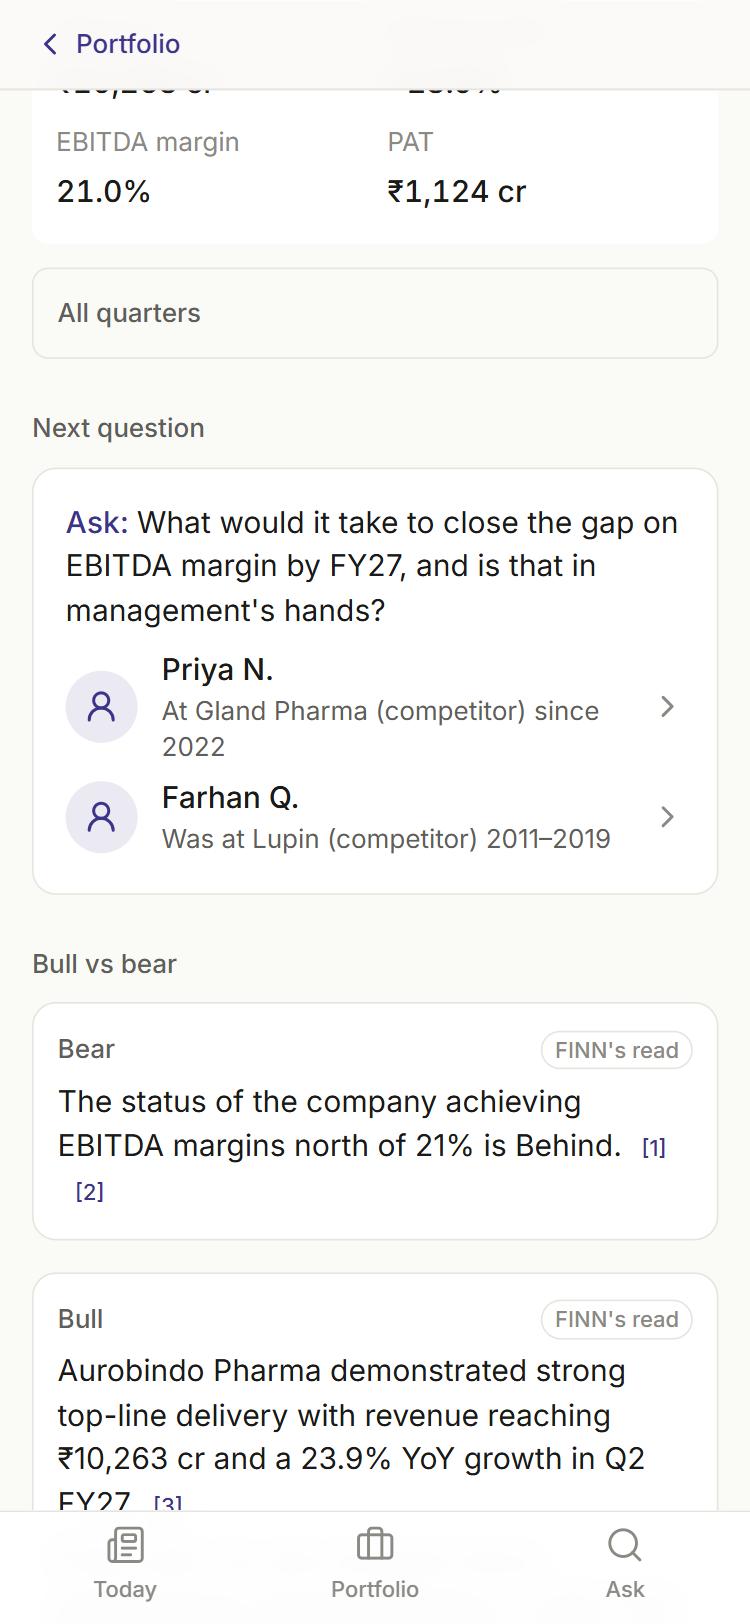 Portfolio
EBITDA margin
PAT
21.0%
₹1,124 cr
All quarters
Next question
Ask: What would it take to close the gap on
EBITDA margin by FY27, and is that in
management's hands?
Priya N.
At Gland Pharma (competitor) since
2022
Farhan Q.
Was at Lupin (competitor) 2011–2019
Bull vs bear
Bear
FINN's read
The status of the company achieving
EBITDA margins north of 21% is Behind. [1]
[2]
Bull
FINN's read
Aurobindo Pharma demonstrated strong
top-line delivery with revenue reaching
₹10,263 cr and a 23.9% YoY growth in Q2
FY27. [3]
Today
Portfolio
Ask